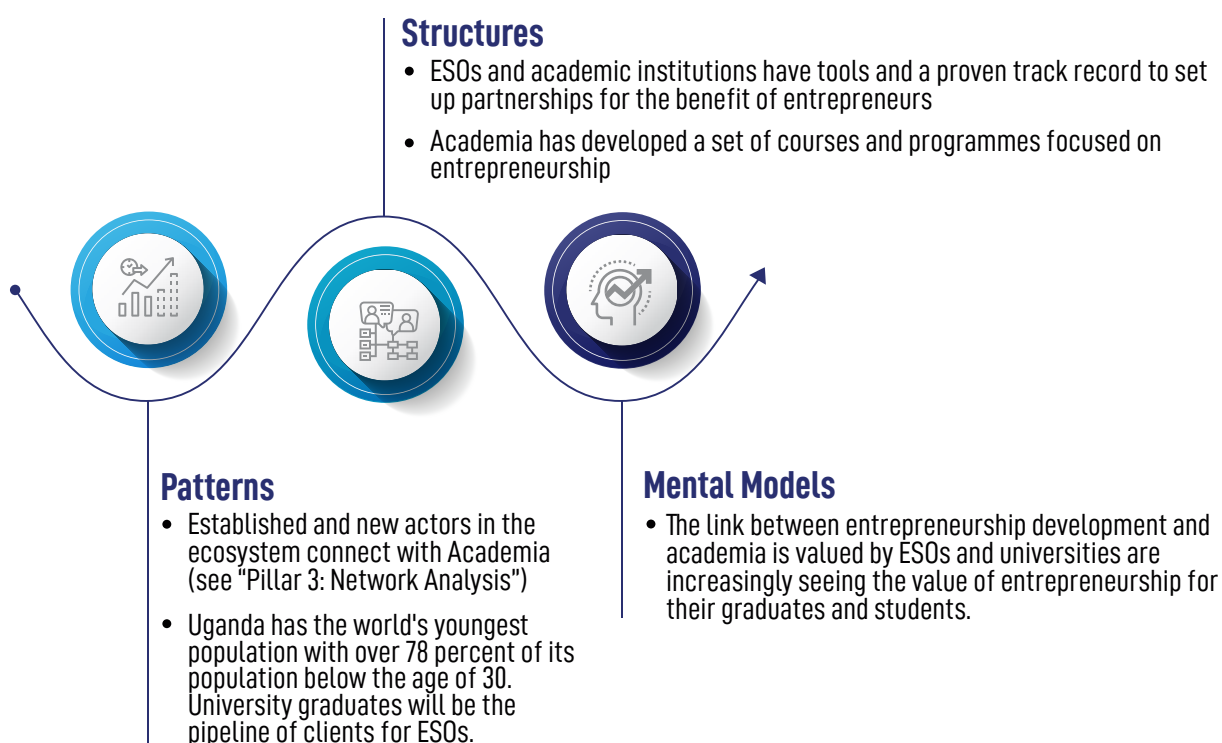 Structures
• ESOs and academic institutions have tools and a proven track record to set
up partnerships for the benefit of entrepreneurs
• Academia has developed a set of courses and programmes focused on
entrepreneurship
Patterns
• Established and new actors in the
ecosystem connect with Academia
(see “Pillar 3: Network Analysis”)
• Uganda has the world's youngest
population with over 78 percent of its
population below the age of 30.
University graduates will be the
pipeline of clients for ESOs.
Mental Models
• The link between entrepreneurship development and
academia is valued by ESOs and universities are
increasingly seeing the value of entrepreneurship for
their graduates and students.